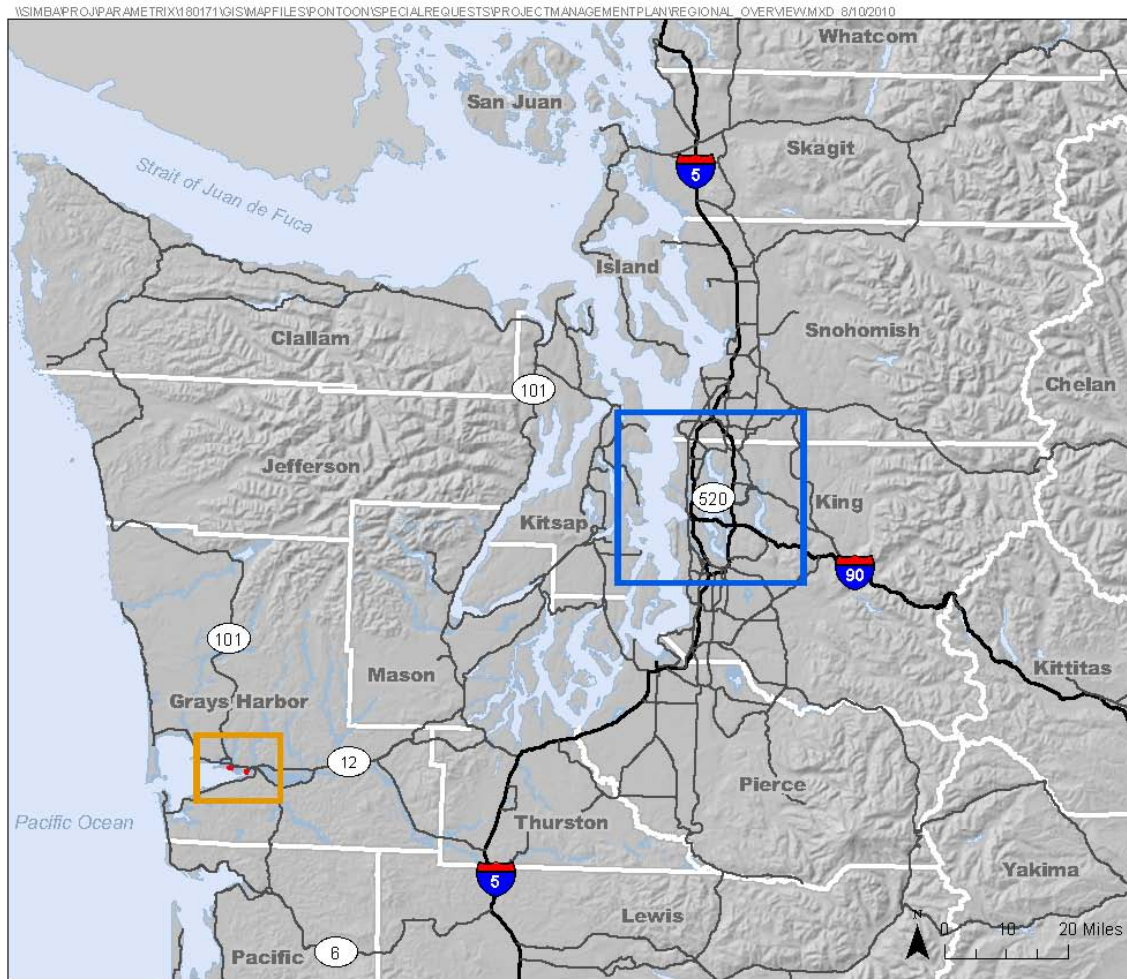 \\SIMBA\PROJ\PARAMETRIX\180171\GIS\MAPFILES\PONTOON\SPECIALREQUESTS\PROJECTMANAGEMENTPLAN\REGIONAL_OVERVIEW.MXD 8/10/2010
Whatcom
San Juan
Skagit
5
Strait of Juan de Fuca
Island
Snohomish
Clallam
Chelan
101
Jefferson
520
King
Kitsap
90
101
Mason
Kittitas
Grays Harbor
12
Pierce
Pacific Ocean
Thurston
Yakima
5
Lewis
N
Pacific
6
0 10 20 Miles